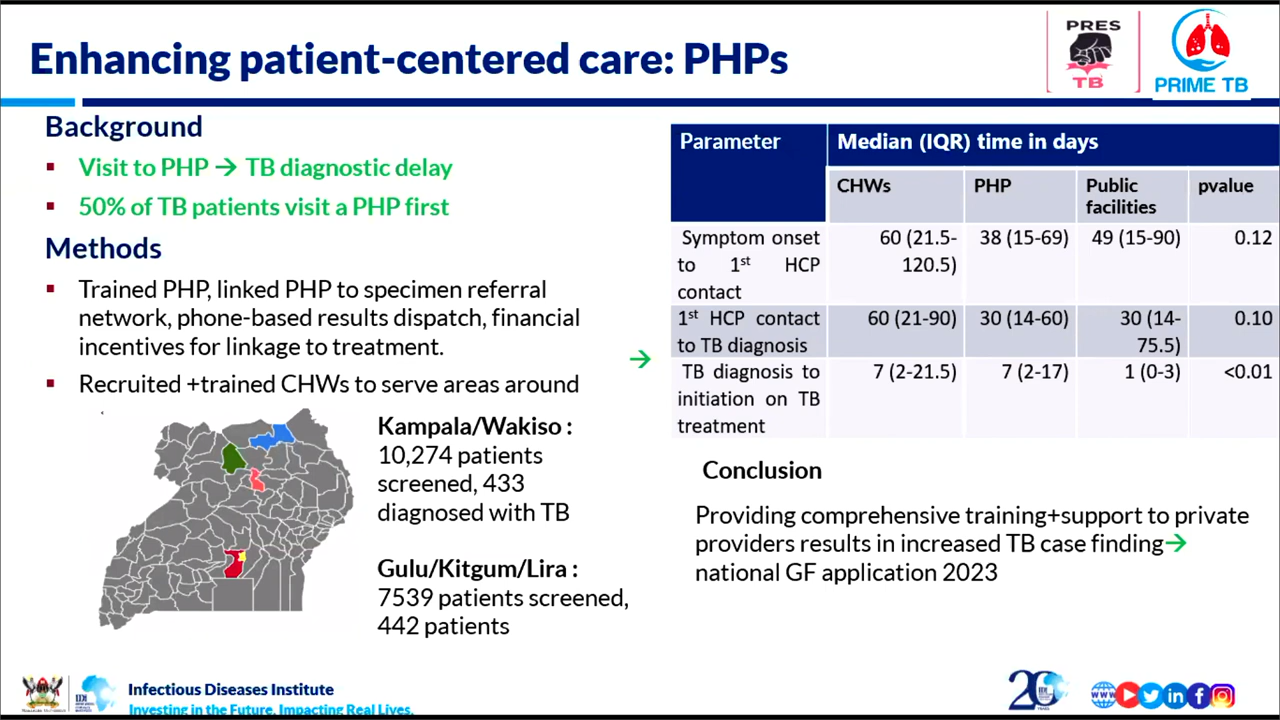 Enhancing patient-centered care: PHPs
PRES
TB
PRIME TB
Background
▪ Visit to PHP → TB diagnostic delay
▪ 50% of TB patients visit a PHP first
Methods
▪ Trained PHP, linked PHP to specimen referral
network, phone-based results dispatch, financial
incentives for linkage to treatment.
▪ Recruited +trained CHWs to serve areas around
Kampala/Wakiso :
10,274 patients
screened, 433
diagnosed with TB
Gulu/Kitgum/Lira :
7539 patients screened,
442 patients
→
Parameter Median (IQR) time in days
CHWs PHP Public facilities pvalue
Symptom onset to 1st HCP contact 60 (21.5-120.5) 38 (15-69) 49 (15-90) 0.12
1st HCP contact to TB diagnosis 60 (21-90) 30 (14-60) 30 (14-75.5) 0.10
TB diagnosis to initiation on TB treatment 7 (2-21.5) 7 (2-17) 1 (0-3) <0.01
Conclusion
Providing comprehensive training+support to private
providers results in increased TB case finding→
national GF application 2023
Infectious Diseases Institute
Investing in the Future. Impacting Real Lives.
IDI
20
YEARS
WWW